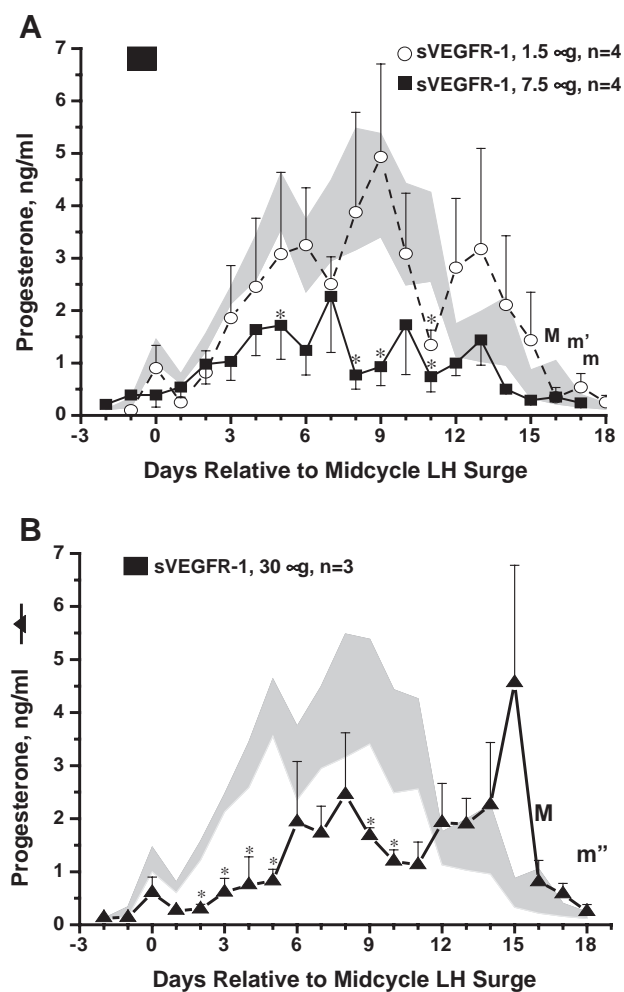 A
sVEGFR-1, 1.5 ∝g, n=4
sVEGFR-1, 7.5 ∝g, n=4
Progesterone, ng/ml
7
6
5
4
3
2
1
0
* * * * *
M m' m
-3 0 3 6 9 12 15 18
Days Relative to Midcycle LH Surge
B
sVEGFR-1, 30 ∝g, n=3
Progesterone, ng/ml
7
6
5
4
3
2
1
0
* * * * * *
M
m”
-3 0 3 6 9 12 15 18
Days Relative to Midcycle LH Surge